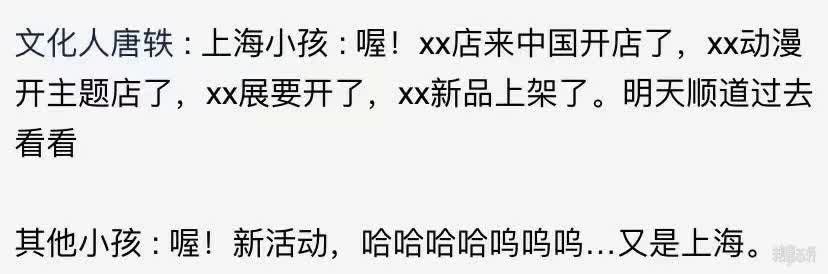 文化人唐轶 : 上海小孩 : 喔！xx店来中国开店了，xx动漫
开主题店了，xx展要开了，xx新品上架了。明天顺道过去
看看
其他小孩 : 喔！新活动，哈哈哈哈呜呜呜...又是上海。